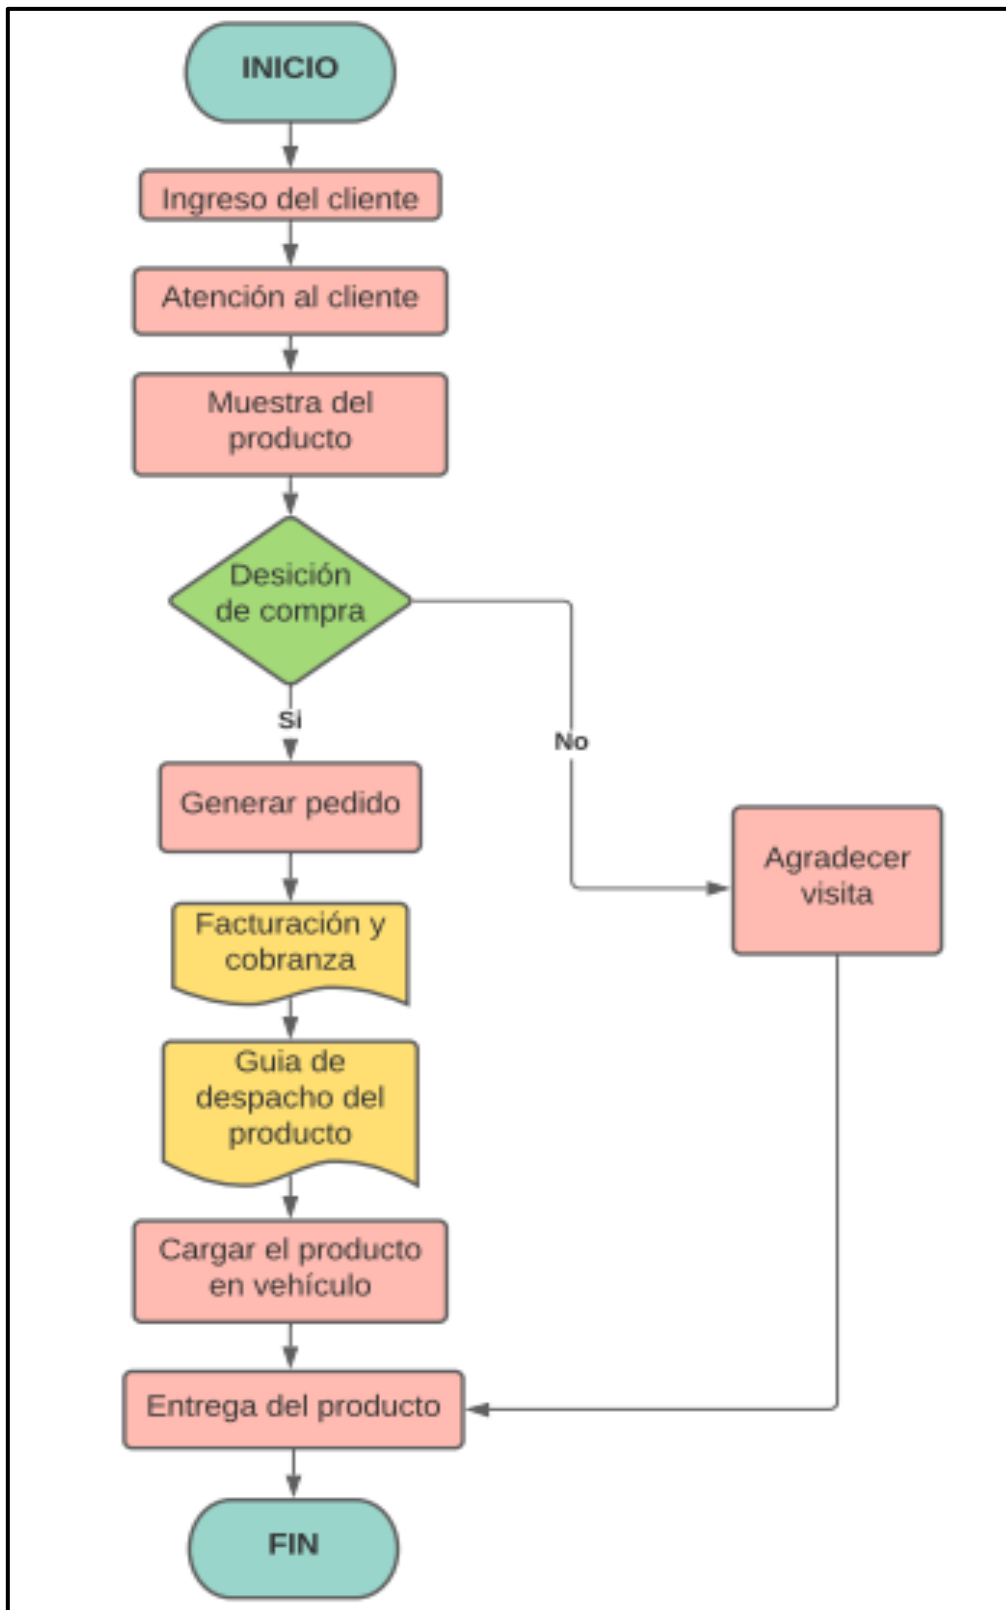 INICIO
Ingreso del cliente
Atención al cliente
Muestra del
producto
Desición
de compra
Si
No
Generar pedido
Agradecer
visita
Facturación y
cobranza
Guia de
despacho del
producto
Cargar el producto
en vehículo
Entrega del producto
FIN